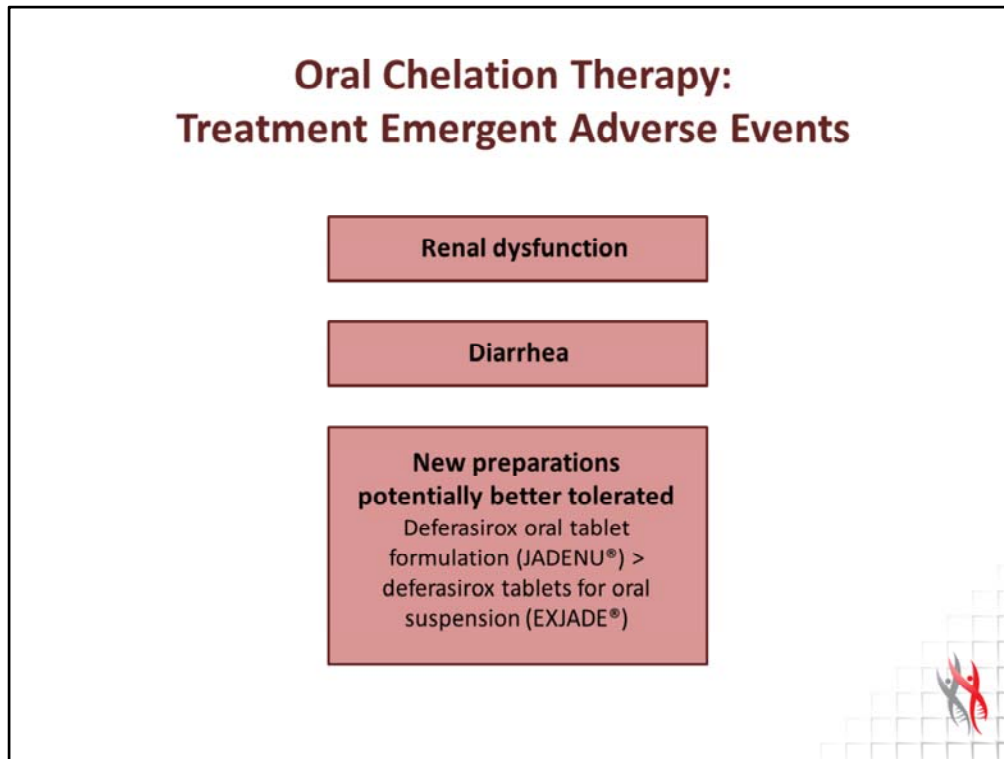 Oral Chelation Therapy:
Treatment Emergent Adverse Events
Renal dysfunction
Diarrhea
New preparations
potentially better tolerated
Deferasirox oral tablet
formulation (JADENU®) >
deferasirox tablets for oral
suspension (EXJADE®)